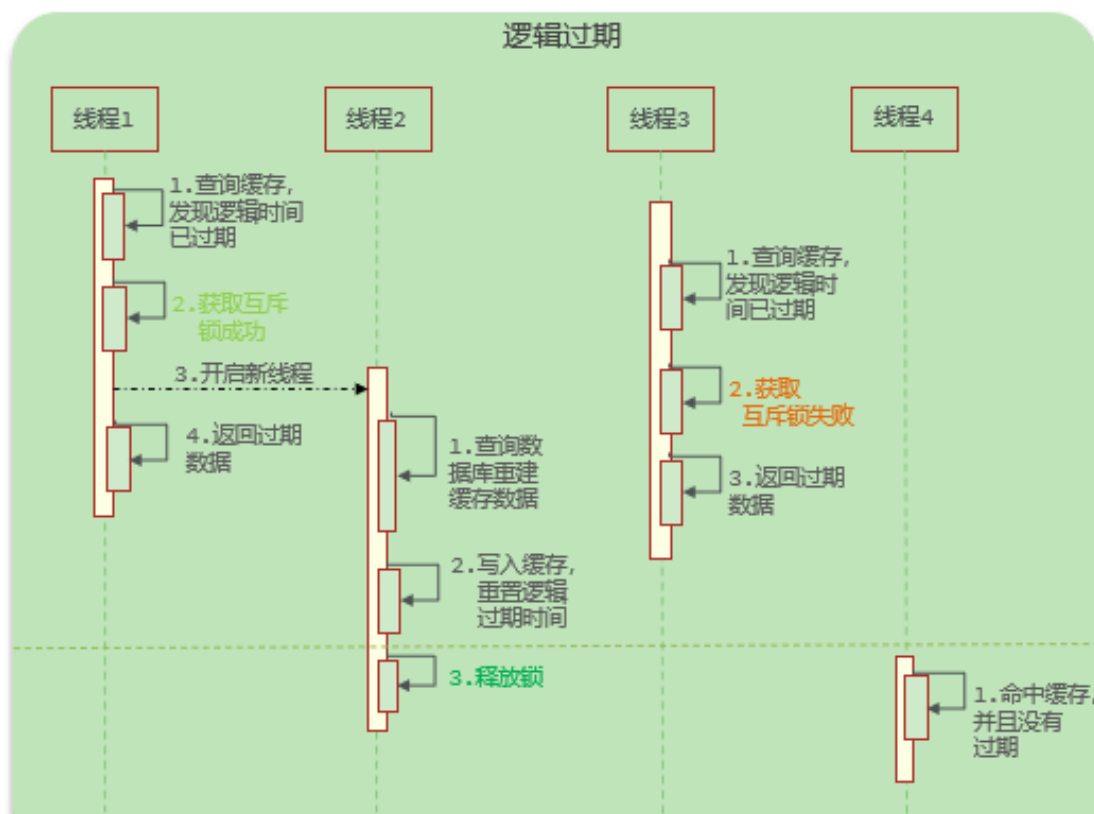 逻辑过期
线程1
线程2
线程3
线程4
1.查询缓存，
发现逻辑时间
已过期
2.获取互斥
锁成功
3.开启新线程
4.返回过期
数据
1.查询数
据库重建
缓存数据
2.写入缓存，
重置逻辑
过期时间
3.释放锁
1.查询缓存，
发现逻辑时
间已过期
2.获取
互斥锁失败
3.返回过期
数据
1.命中缓存，
并且没有
过期